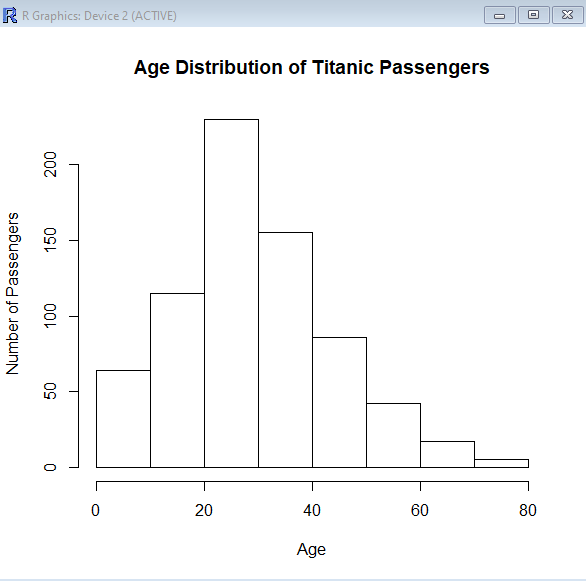 R Graphics: Device 2 (ACTIVE)
Age Distribution of Titanic Passengers
Number of Passengers
200
150
100
50
0
0 20 40 60 80
Age